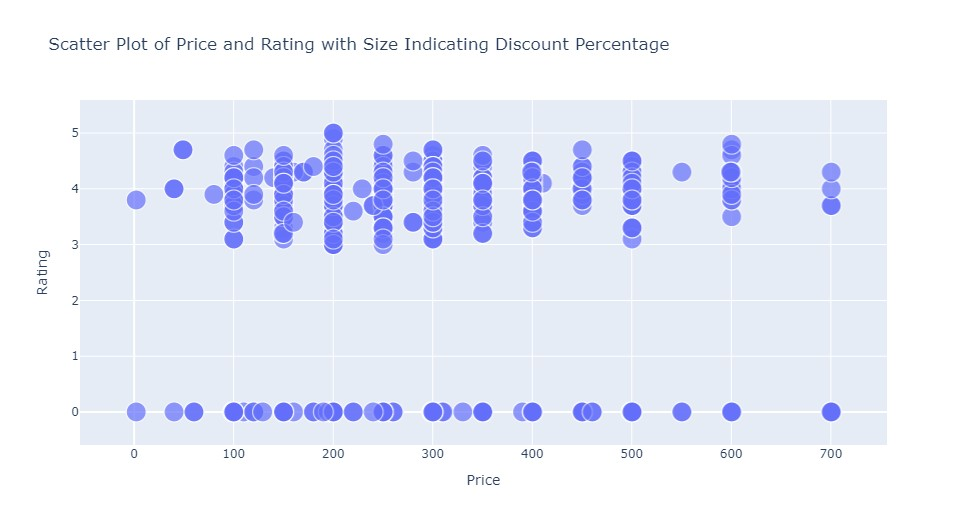 Scatter Plot of Price and Rating with Size Indicating Discount Percentage
5
4
3
2
1
0
Rating
0 100 200 300 400 500 600 700
Price